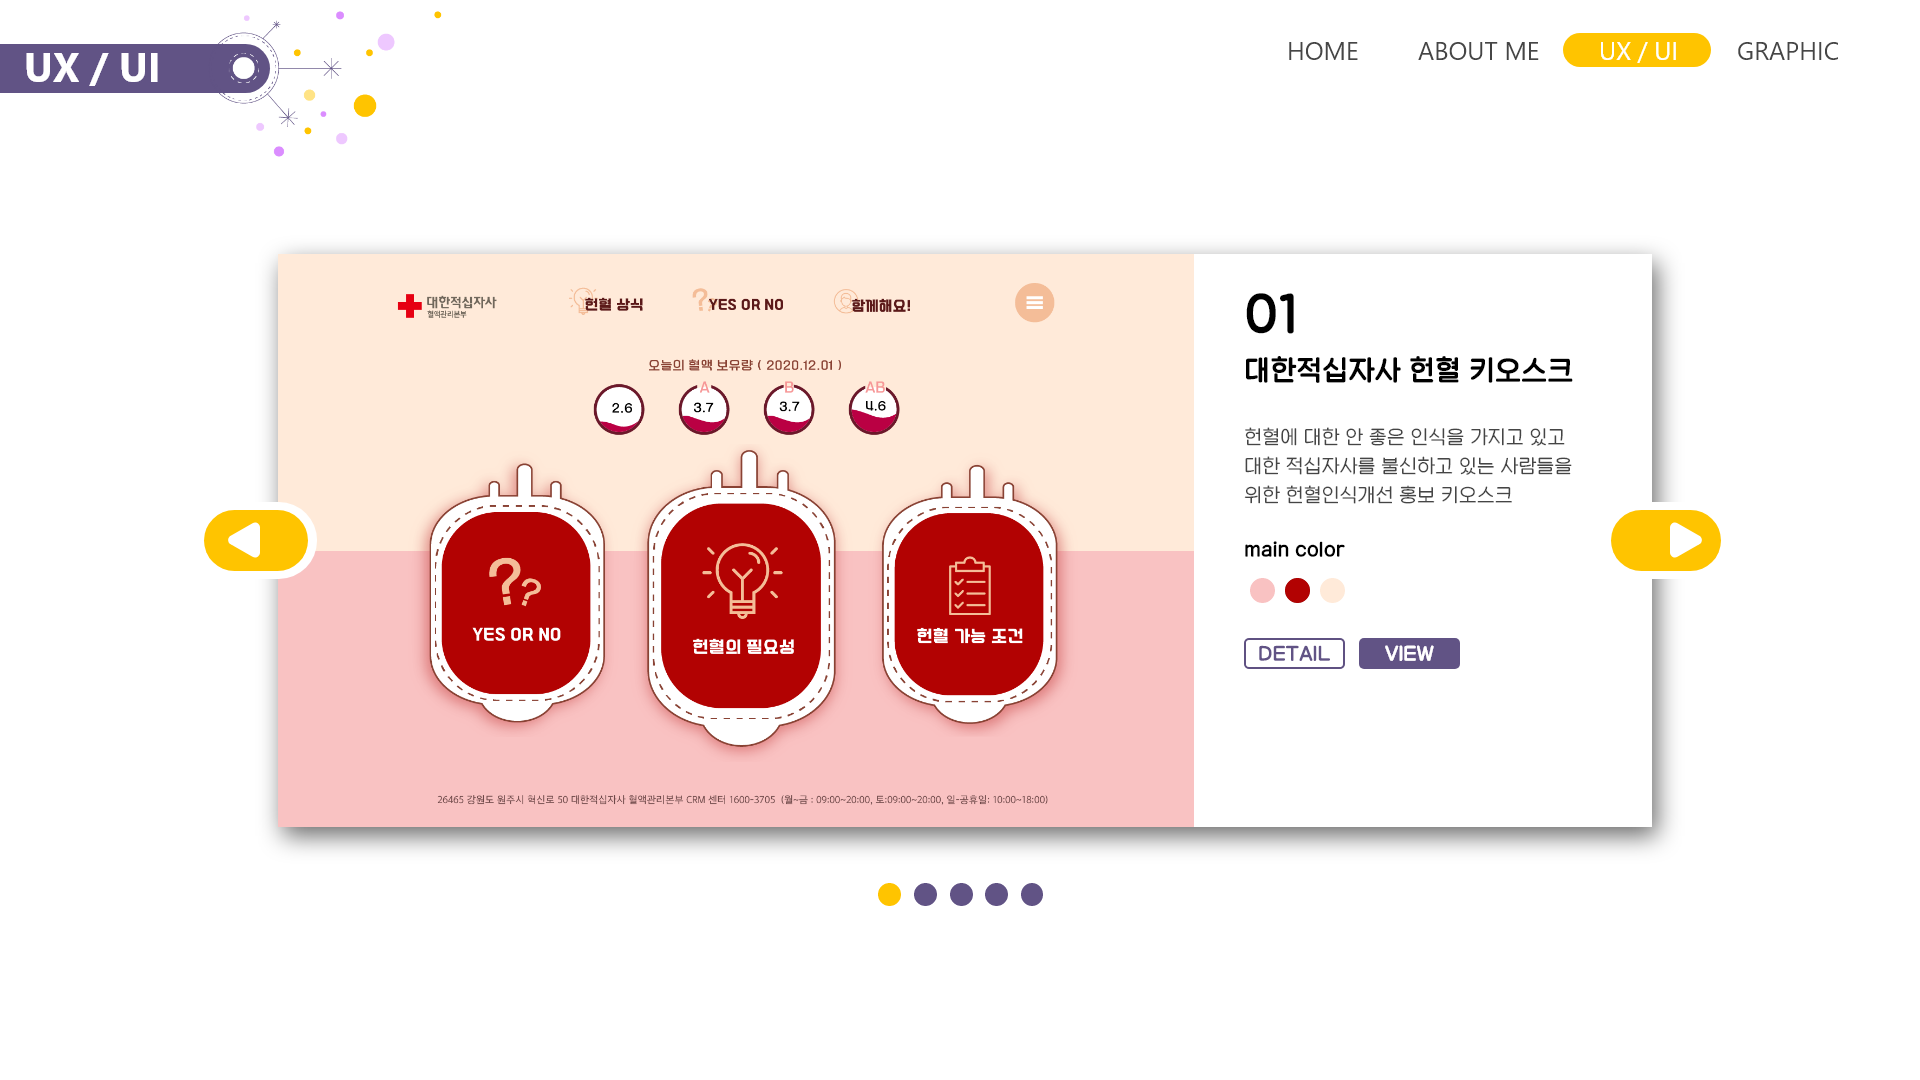 UX / UI
HOME ABOUT ME UX / UI GRAPHIC
대한적십자사
혈액관리본부
헌혈 상식 YES OR NO 함께해요!
오늘의 혈액 보유량 ( 2020.12.01 )
A B AB
2.6 3.7 3.7 4.6
YES OR NO
헌혈의 필요성
헌혈 가능 조건
26465 강원도 원주시 혁신로 50 대한적십자사 혈액관리본부 CRM 센터 1600-3705 (월~금 : 09:00~20:00, 토:09:00~20:00, 일-공휴일: 10:00~18:00)
01
대한적십자사 헌혈 키오스크
헌혈에 대한 안 좋은 인식을 가지고 있고
대한 적십자사를 불신하고 있는 사람들을
위한 헌혈인식개선 홍보 키오스크
main color
DETAIL VIEW